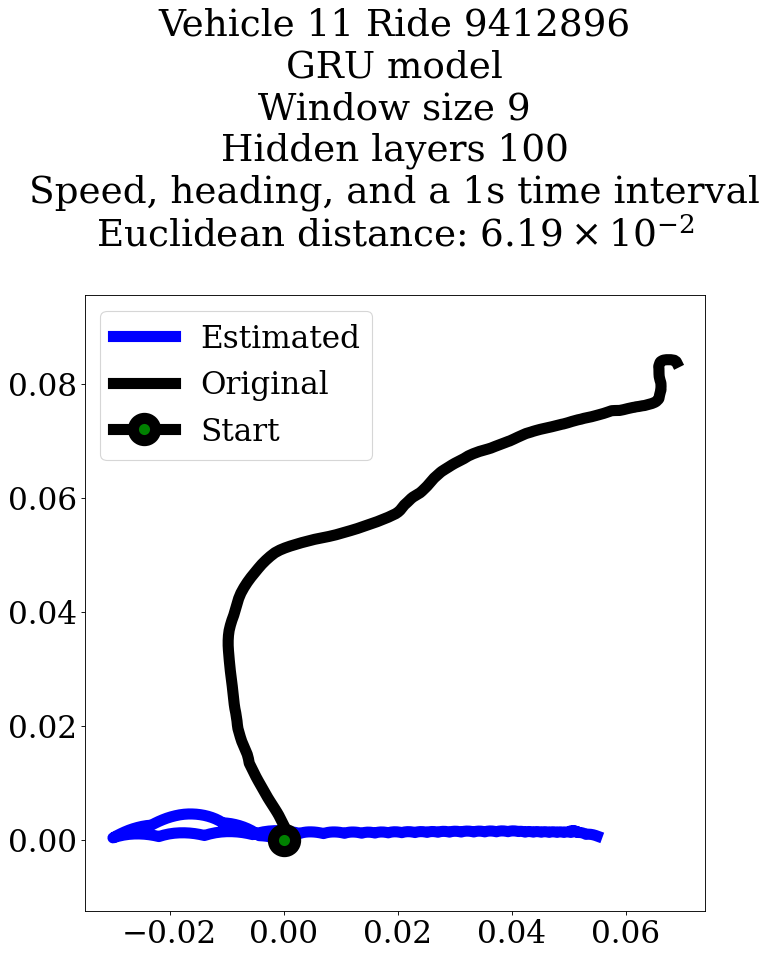 Vehicle 11 Ride 9412896
GRU model
Window size 9
Hidden layers 100
Speed, heading, and a 1s time interval
Euclidean distance: 6.19 × 10⁻²
Estimated
Original
Start
0.08
0.06
0.04
0.02
0.00
−0.02 0.00 0.02 0.04 0.06